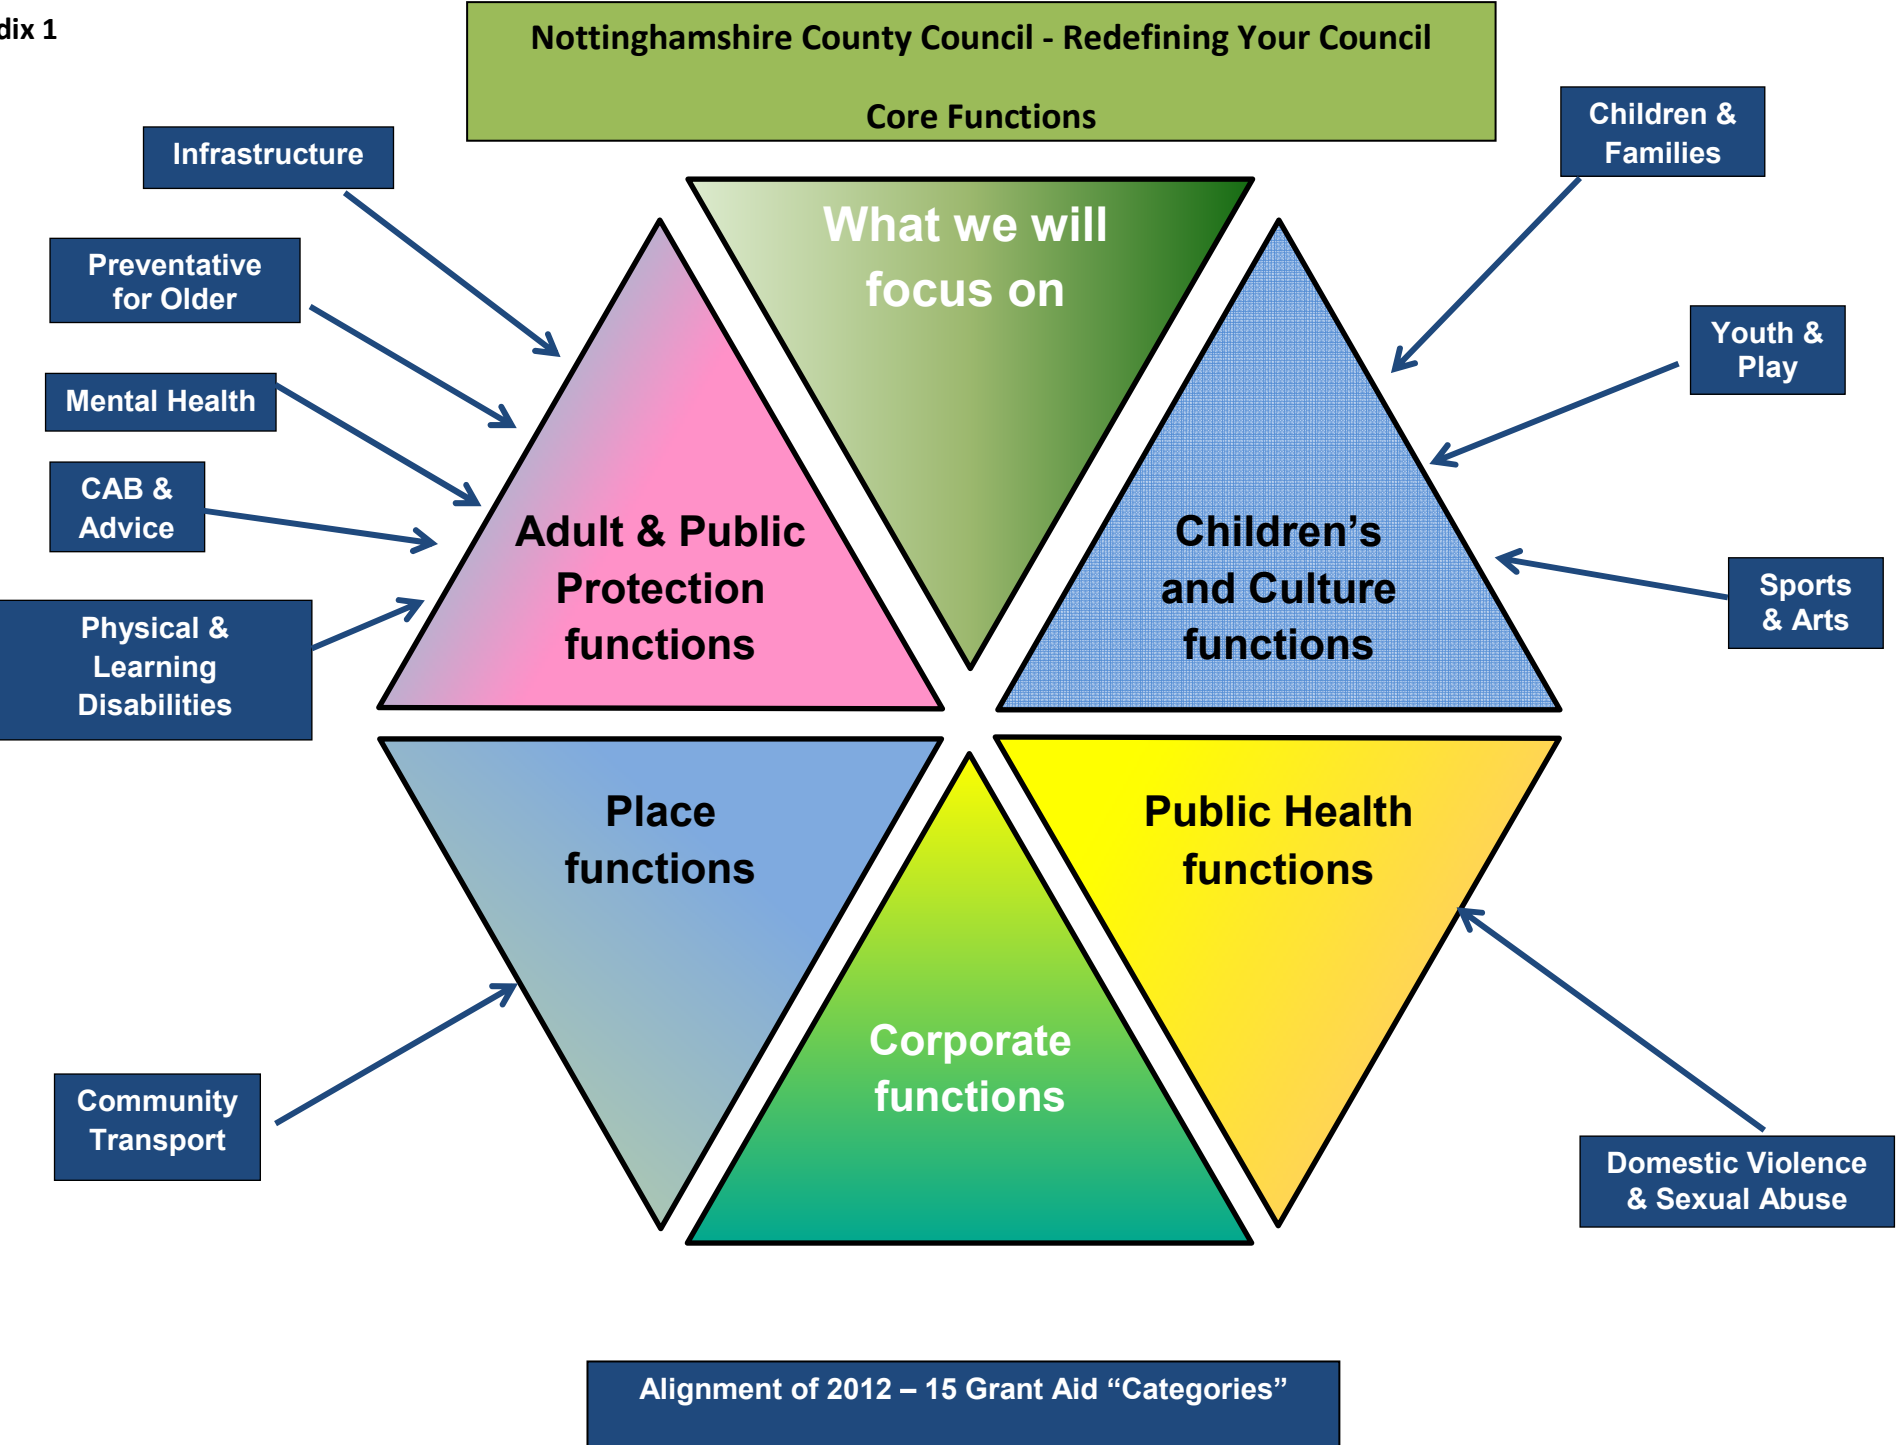 dix 1
Nottinghamshire County Council - Redefining Your Council
Core Functions
Infrastructure
Preventative
for Older
Mental Health
CAB &
Advice
Physical &
Learning
Disabilities
Children &
Families
Youth &
Play
Sports
& Arts
What we will
focus on
Adult & Public
Protection
functions
Children’s
and Culture
functions
Place
functions
Public Health
functions
Corporate
functions
Community
Transport
Domestic Violence
& Sexual Abuse
Alignment of 2012 – 15 Grant Aid “Categories”